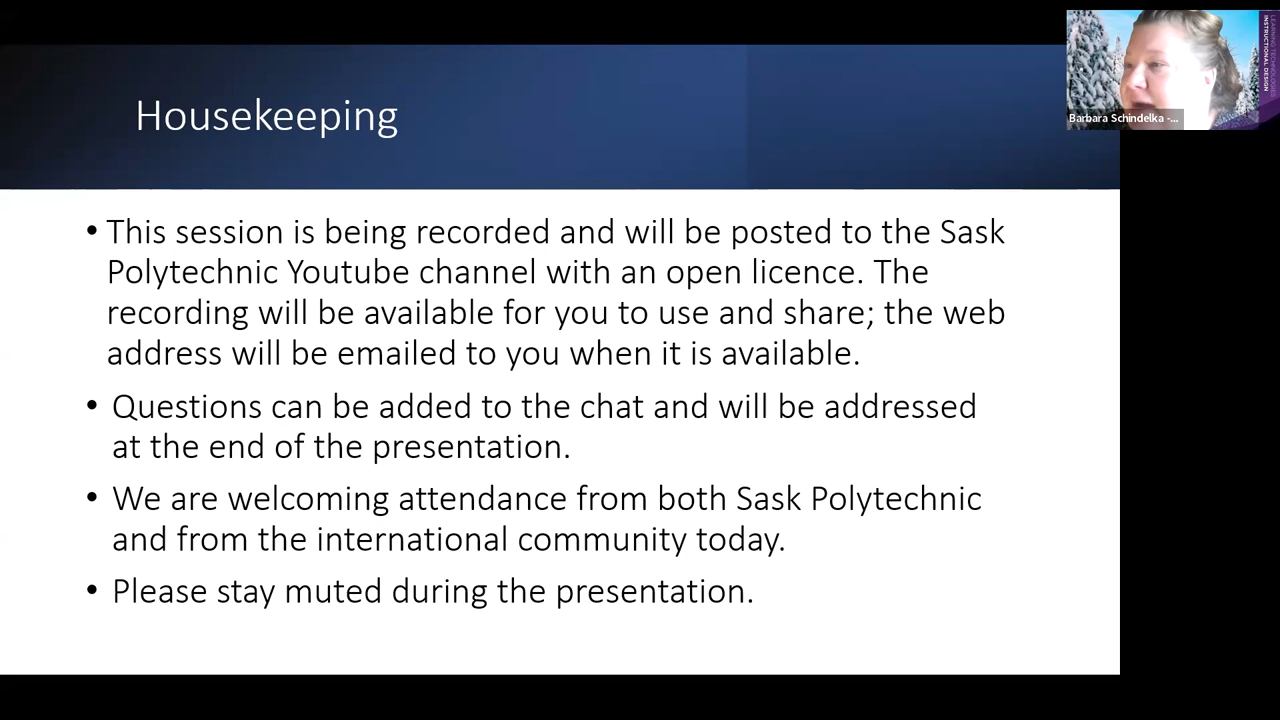 Housekeeping
• This session is being recorded and will be posted to the Sask
Polytechnic Youtube channel with an open licence. The
recording will be available for you to use and share; the web
address will be emailed to you when it is available.
• Questions can be added to the chat and will be addressed
at the end of the presentation.
• We are welcoming attendance from both Sask Polytechnic
and from the international community today.
• Please stay muted during the presentation.
LEARNING TECHNOLOGIES
INSTRUCTIONAL DESIGN
Barbara Schindelka -...